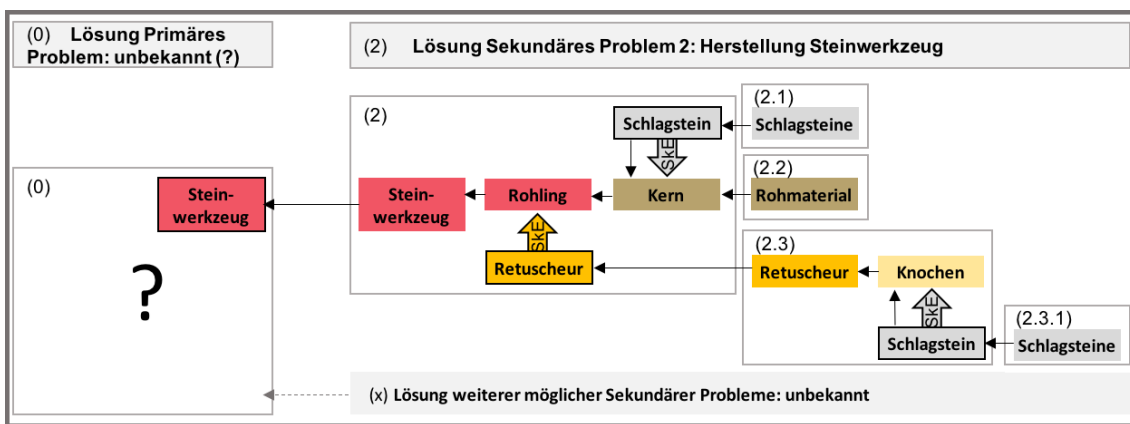 (0) Lösung Primäres
Problem: unbekannt (?)
(2) Lösung Sekundäres Problem 2: Herstellung Steinwerkzeug
(2.1)
(2)
Schlagstein
Schlagsteine
SkE
(2.2)
(0)
Stein-
werkzeug
Stein-
werkzeug
Rohling
Kern
Rohmaterial
SkE
(2.3)
Retuscheur
Retuscheur
Knochen
?
SkE
(2.3.1)
Schlagstein
Schlagsteine
(x) Lösung weiterer möglicher Sekundärer Probleme: unbekannt